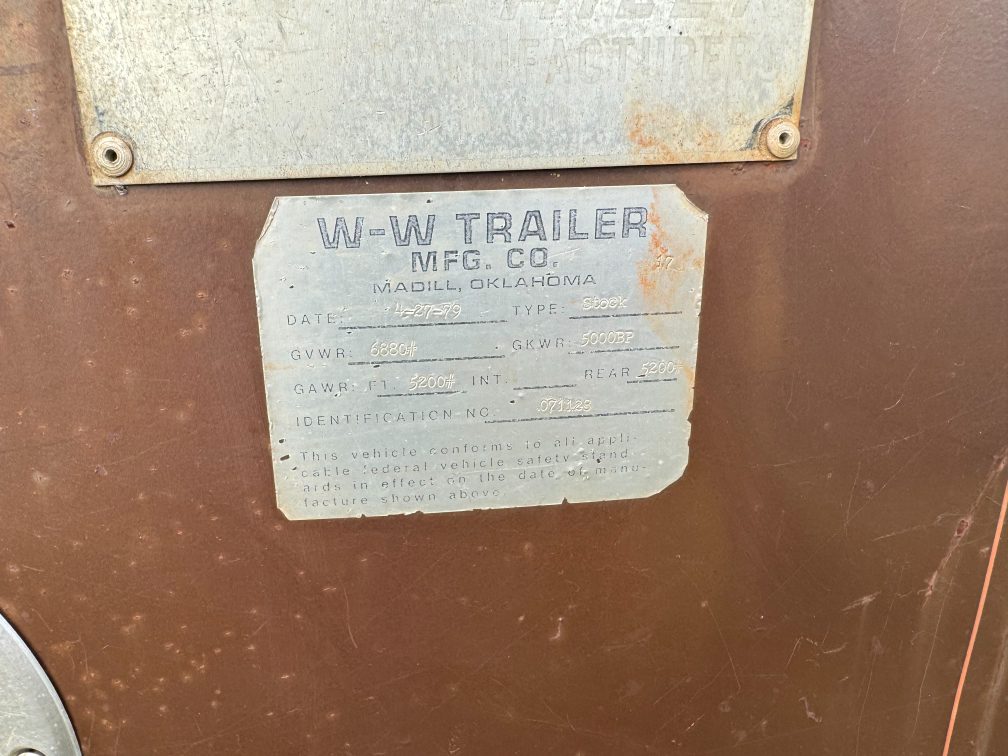 MANUFACTURERS
W-W TRAILER
MFG. CO.
MADILL, OKLAHOMA
17
DATE: 4-27-79 TYPE: Stock
GVWR: 6880# GKWR: 5000BP
GAWR: FT. 5200# INT. REAR 5200#
IDENTIFICATION NO. 071123
This vehicle conforms to all appli-
cable federal vehicle safety stand
ards in effect on the date of manu-
facture shown above